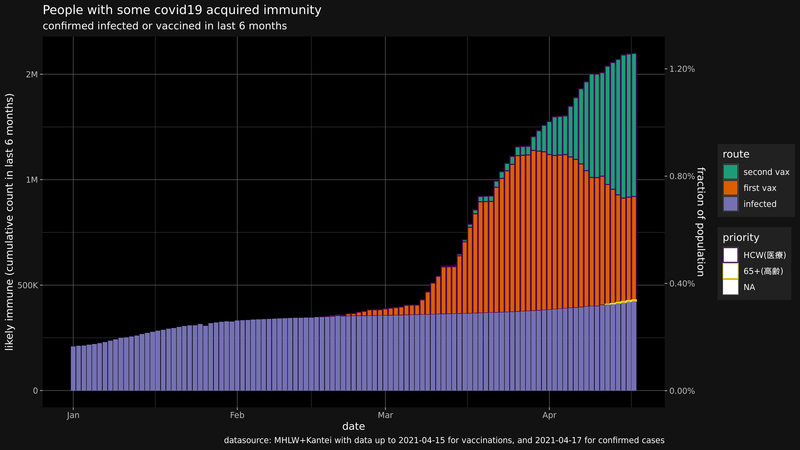 People with some covid19 acquired immunity
confirmed infected or vaccined in last 6 months
likely immune (cumulative count in last 6 months)
2M
1M
500K
0
1.20%
0.80%
0.40%
0.00%
fraction of population
Jan
Feb
Mar
Apr
date
route
second vax
first vax
infected
priority
HCW(医療)
65+(高齢)
NA
datasource: MHLW+Kantei with data up to 2021-04-15 for vaccinations, and 2021-04-17 for confirmed cases